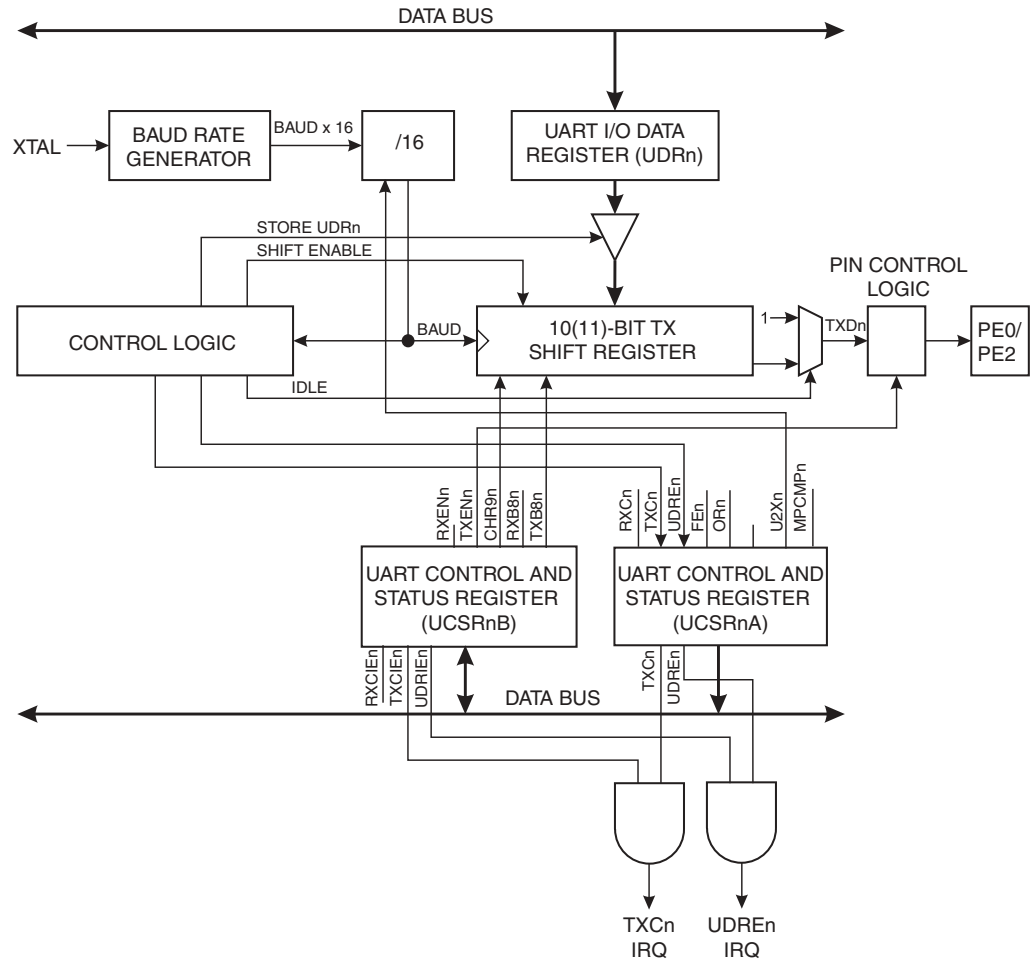 DATA BUS
XTAL
BAUD RATE
GENERATOR
BAUD x 16
/16
UART I/O DATA
REGISTER (UDRn)
STORE UDRn
SHIFT ENABLE
PIN CONTROL
LOGIC
CONTROL LOGIC
BAUD
10(11)-BIT TX
SHIFT REGISTER
1
TXDn
PE0/
PE2
IDLE
RXENn
TXENn
CHR9n
RXB8n
TXB8n
RXCn
TXCn
UDREn
FEn
ORn
U2Xn
MPCMPn
UART CONTROL AND
STATUS REGISTER
(UCSRnB)
UART CONTROL AND
STATUS REGISTER
(UCSRnA)
RXCIEn
TXCIEn
UDRIEn
TXCn
UDREn
DATA BUS
TXCn
IRQ
UDREn
IRQ